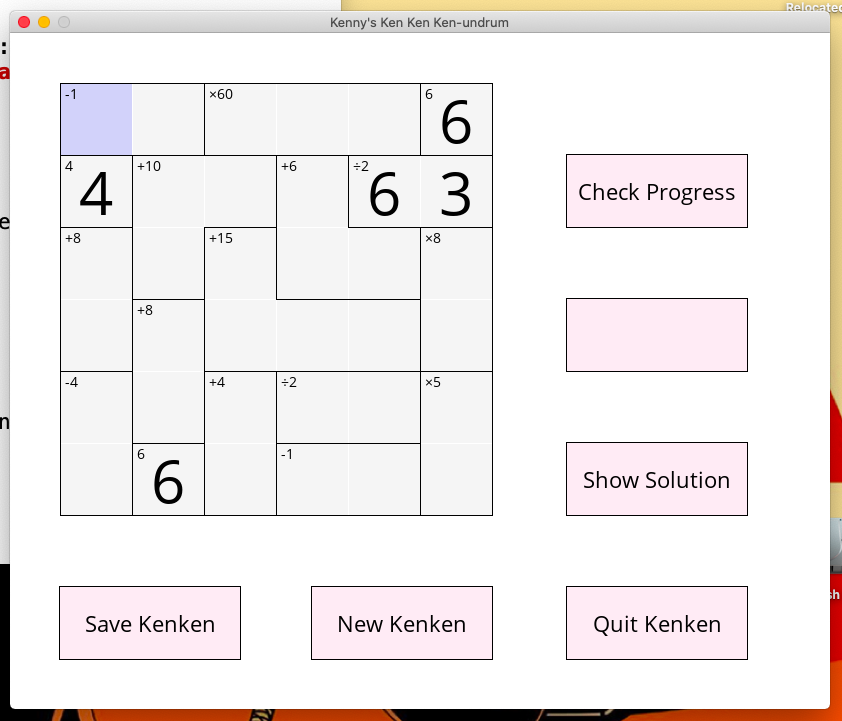 Relocated
Kenny's Ken Ken Ken-undrum
:
a
-1 ×60 6
6
4 +10 +6 ÷2
4 6 3
Check Progress
e
+8 +15 ×8
+8
-4 +4 ÷2 ×5
n
6 -1
6
Show Solution
sh
Save Kenken New Kenken Quit Kenken